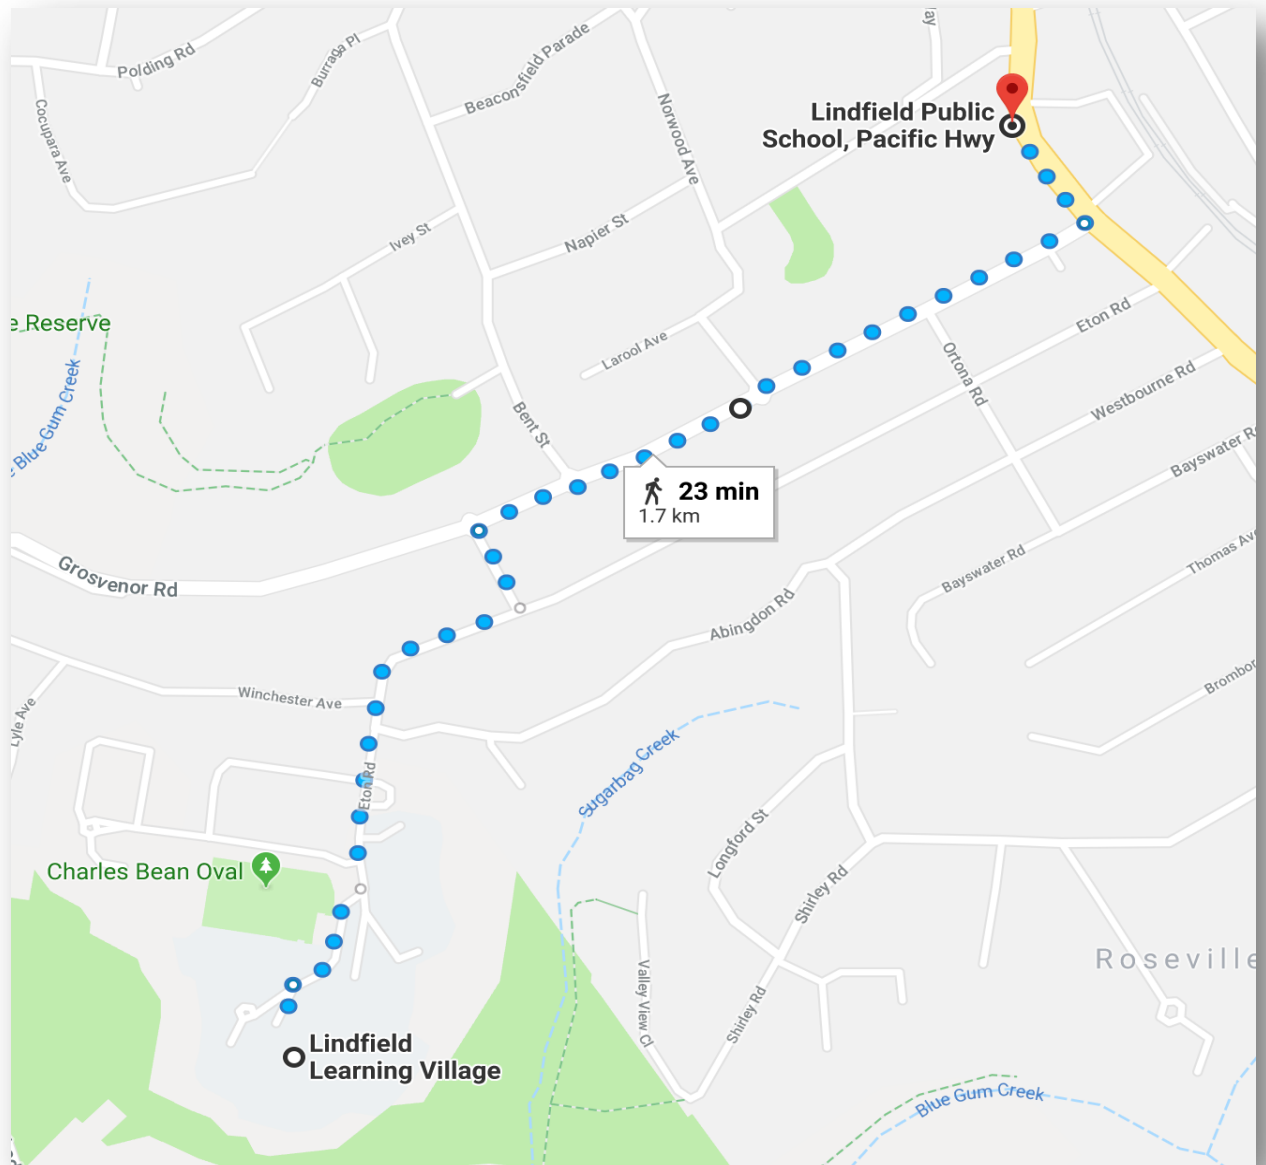 Polding Rd
Burraga Pl
Beaconsfield Parade
Cocupara Ave
Norwood Ave
Lindfield Public
School, Pacific Hwy
Ivey St
Napier St
e Reserve
Larool Ave
Eton Rd
Ortona Rd
Westbourne Rd
Blue Gum Creek
Bent St
Bayswater Rd
23 min
1.7 km
Grosvenor Rd
Bayswater Rd
Thomas Ave
Abingdon Rd
Winchester Ave
Lyle Ave
Brombor
Sugarbag Creek
Eton Rd
Longford St
Charles Bean Oval
Shirley Rd
Roseville
Valley View Cl
Shirley Rd
Lindfield
Learning Village
Blue Gum Creek